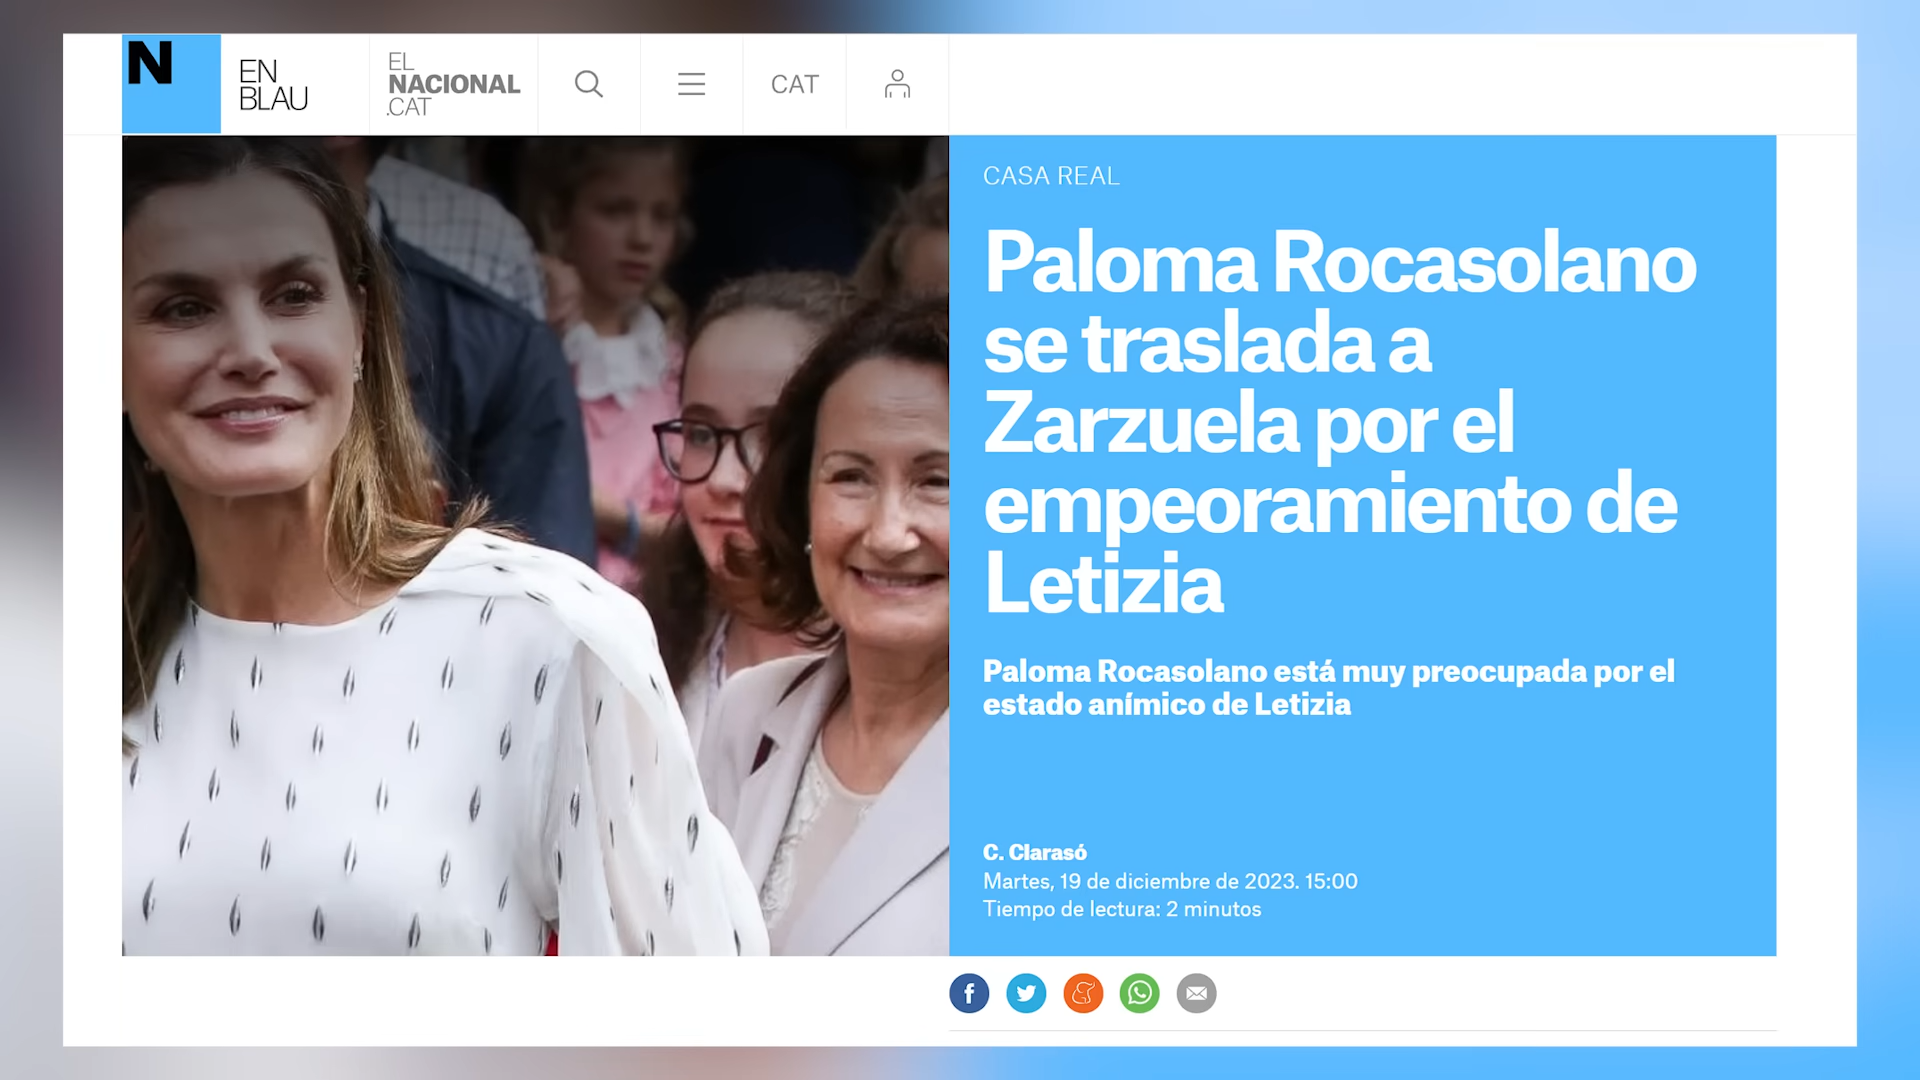 N
EN
BLAU
EL
NACIONAL
.CAT
CAT
CASA REAL
Paloma Rocasolano
se traslada a
Zarzuela por el
empeoramiento de
Letizia
Paloma Rocasolano está muy preocupada por el
estado anímico de Letizia
C. Clarasó
Martes, 19 de diciembre de 2023. 15:00
Tiempo de lectura: 2 minutos